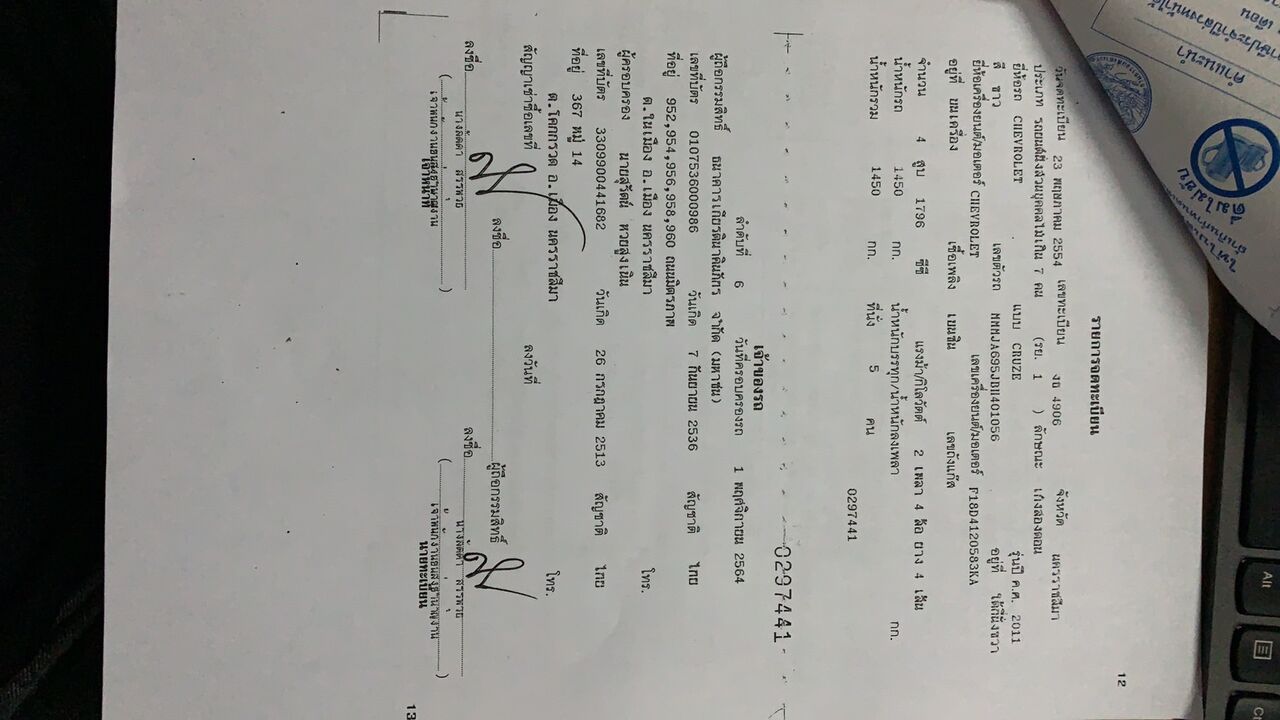 12
รายการจดทะเบียน
วันจดทะเบียน 23 พฤษภาคม 2554 เลขทะเบียน งธ 4906 จังหวัด นครราชสีมา
ประเภท รถยนต์นั่งส่วนบุคคลไม่เกิน 7 คน (รย. 1 ) ลักษณะ เก๋งสองตอน
ยี่ห้อรถ CHEVROLET แบบ CRUZE รุ่นปี ค.ศ. 2011
สี ขาว เลขตัวรถ MMMJA695JBH401056 อยู่ที่ ใต้ที่นั่งขวา
ยี่ห้อเครื่องยนต์/มอเตอร์ CHEVROLET เลขเครื่องยนต์/มอเตอร์ F18D4120583KA
อยู่ที่ บนเครื่อง เชื้อเพลิง เบนซิน เลขถังแก๊ส
จำนวน 4 สูบ 1796 ซีซี แรงม้า/กิโลวัตต์ 2 เพลา 4 ล้อ ยาง 4 เส้น
น้ำหนักรถ 1450 กก. น้ำหนักบรรทุก/น้ำหนักลงเพลา กก.
น้ำหนักรวม 1450 กก. ที่นั่ง 5 คน
0297441
0297441
เจ้าของรถ
ลำดับที่ 6 วันที่ครอบครองรถ 1 พฤศจิกายน 2564
ผู้ถือกรรมสิทธิ์ ธนาคารเกียรตินาคินภัทร จำกัด (มหาชน)
เลขที่บัตร 0107536000986 วันเกิด 7 กันยายน 2536 สัญชาติ ไทย
ที่อยู่ 952,954,956,958,960 ถนนมิตรภาพ
ต.ในเมือง อ.เมือง นครราชสีมา โทร.
ผู้ครอบครอง นายสุวิตย์ หวยสูงเนิน
เลขที่บัตร 3309900441682 วันเกิด 26 กรกฎาคม 2513 สัญชาติ ไทย
ที่อยู่ 367 หมู่ 14
ต.โคกกรวด อ.เมือง นครราชสีมา โทร.
สัญญาเช่าซื้อเลขที่ ลงวันที่
ลงชื่อ ผู้ถือกรรมสิทธิ์
ลงชื่อ ลงชื่อ
เจ้าหน้าที่ นายทะเบียน
13
คำแนะนำ
Alt